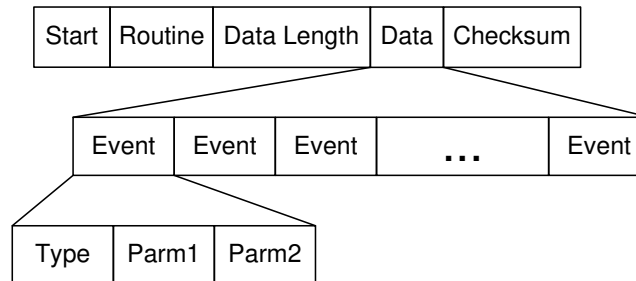 Start Routine Data Length Data Checksum
Event Event Event ... Event
Type Parm1 Parm2